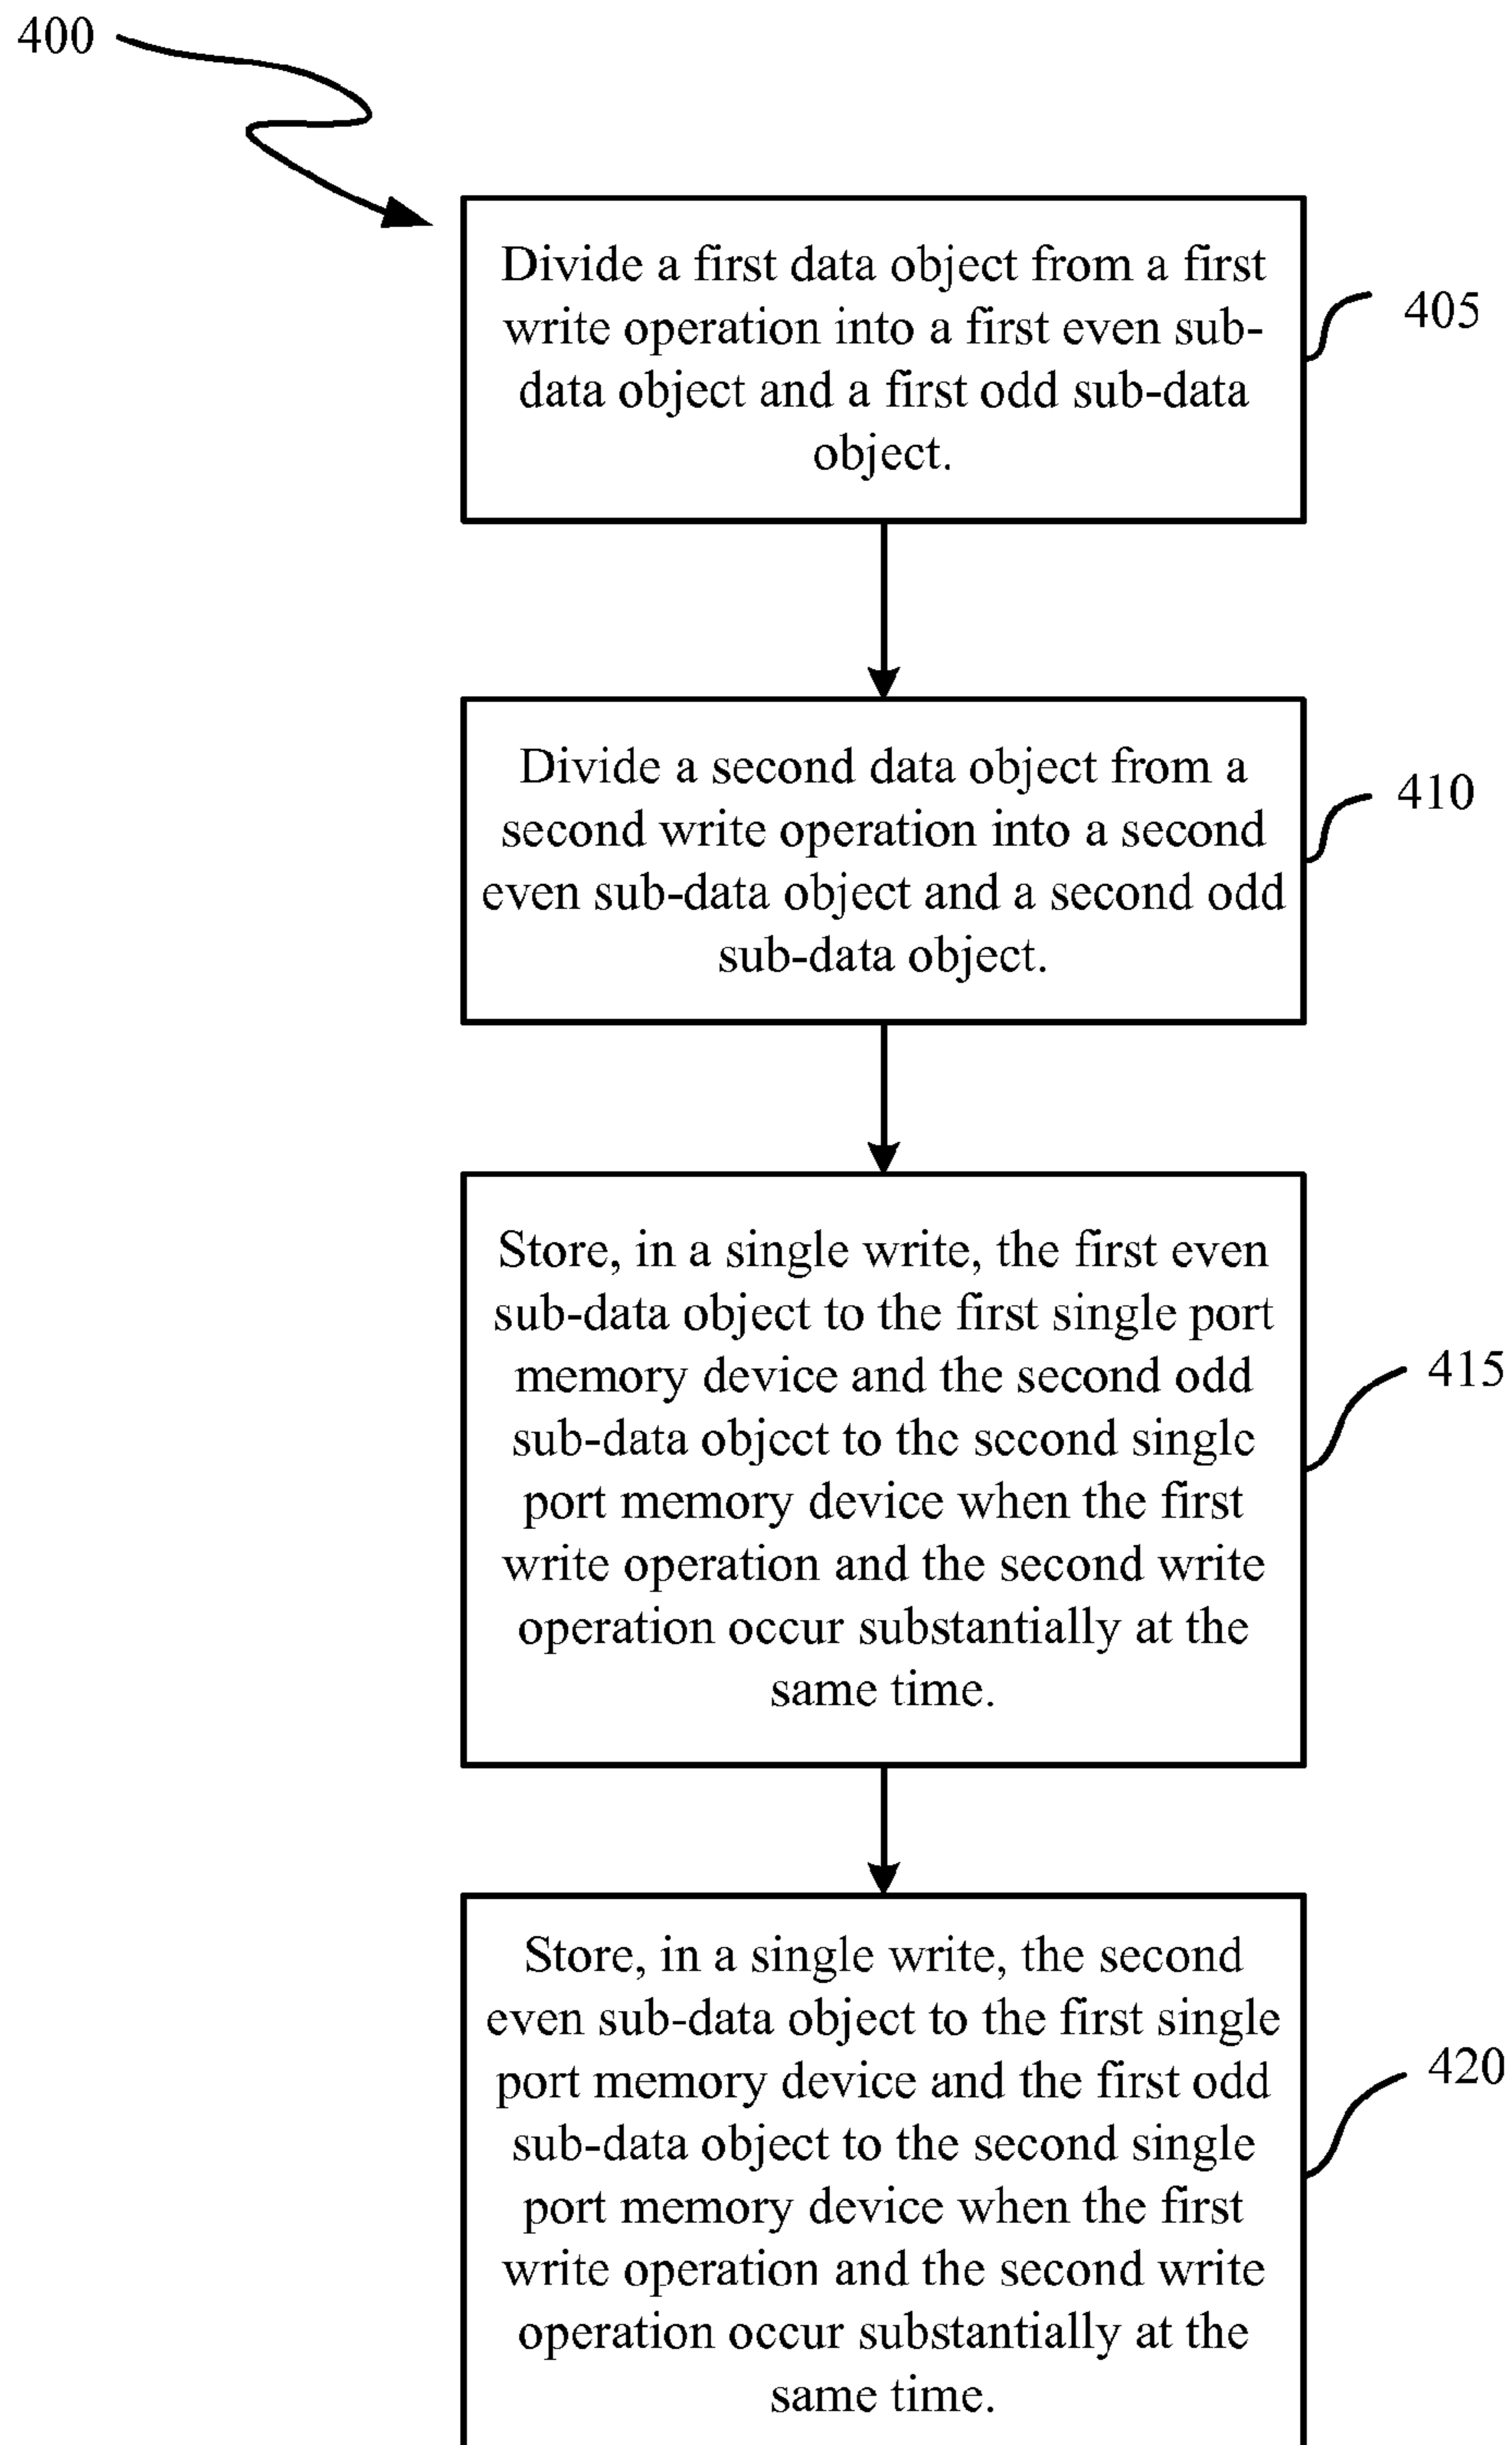 400
Divide a first data object from a first
write operation into a first even sub-
data object and a first odd sub-data
object.
405
Divide a second data object from a
second write operation into a second
even sub-data object and a second odd
sub-data object.
410
Store, in a single write, the first even
sub-data object to the first single port
memory device and the second odd
sub-data object to the second single
port memory device when the first
write operation and the second write
operation occur substantially at the
same time.
415
Store, in a single write, the second
even sub-data object to the first single
port memory device and the first odd
sub-data object to the second single
port memory device when the first
write operation and the second write
operation occur substantially at the
same time.
420